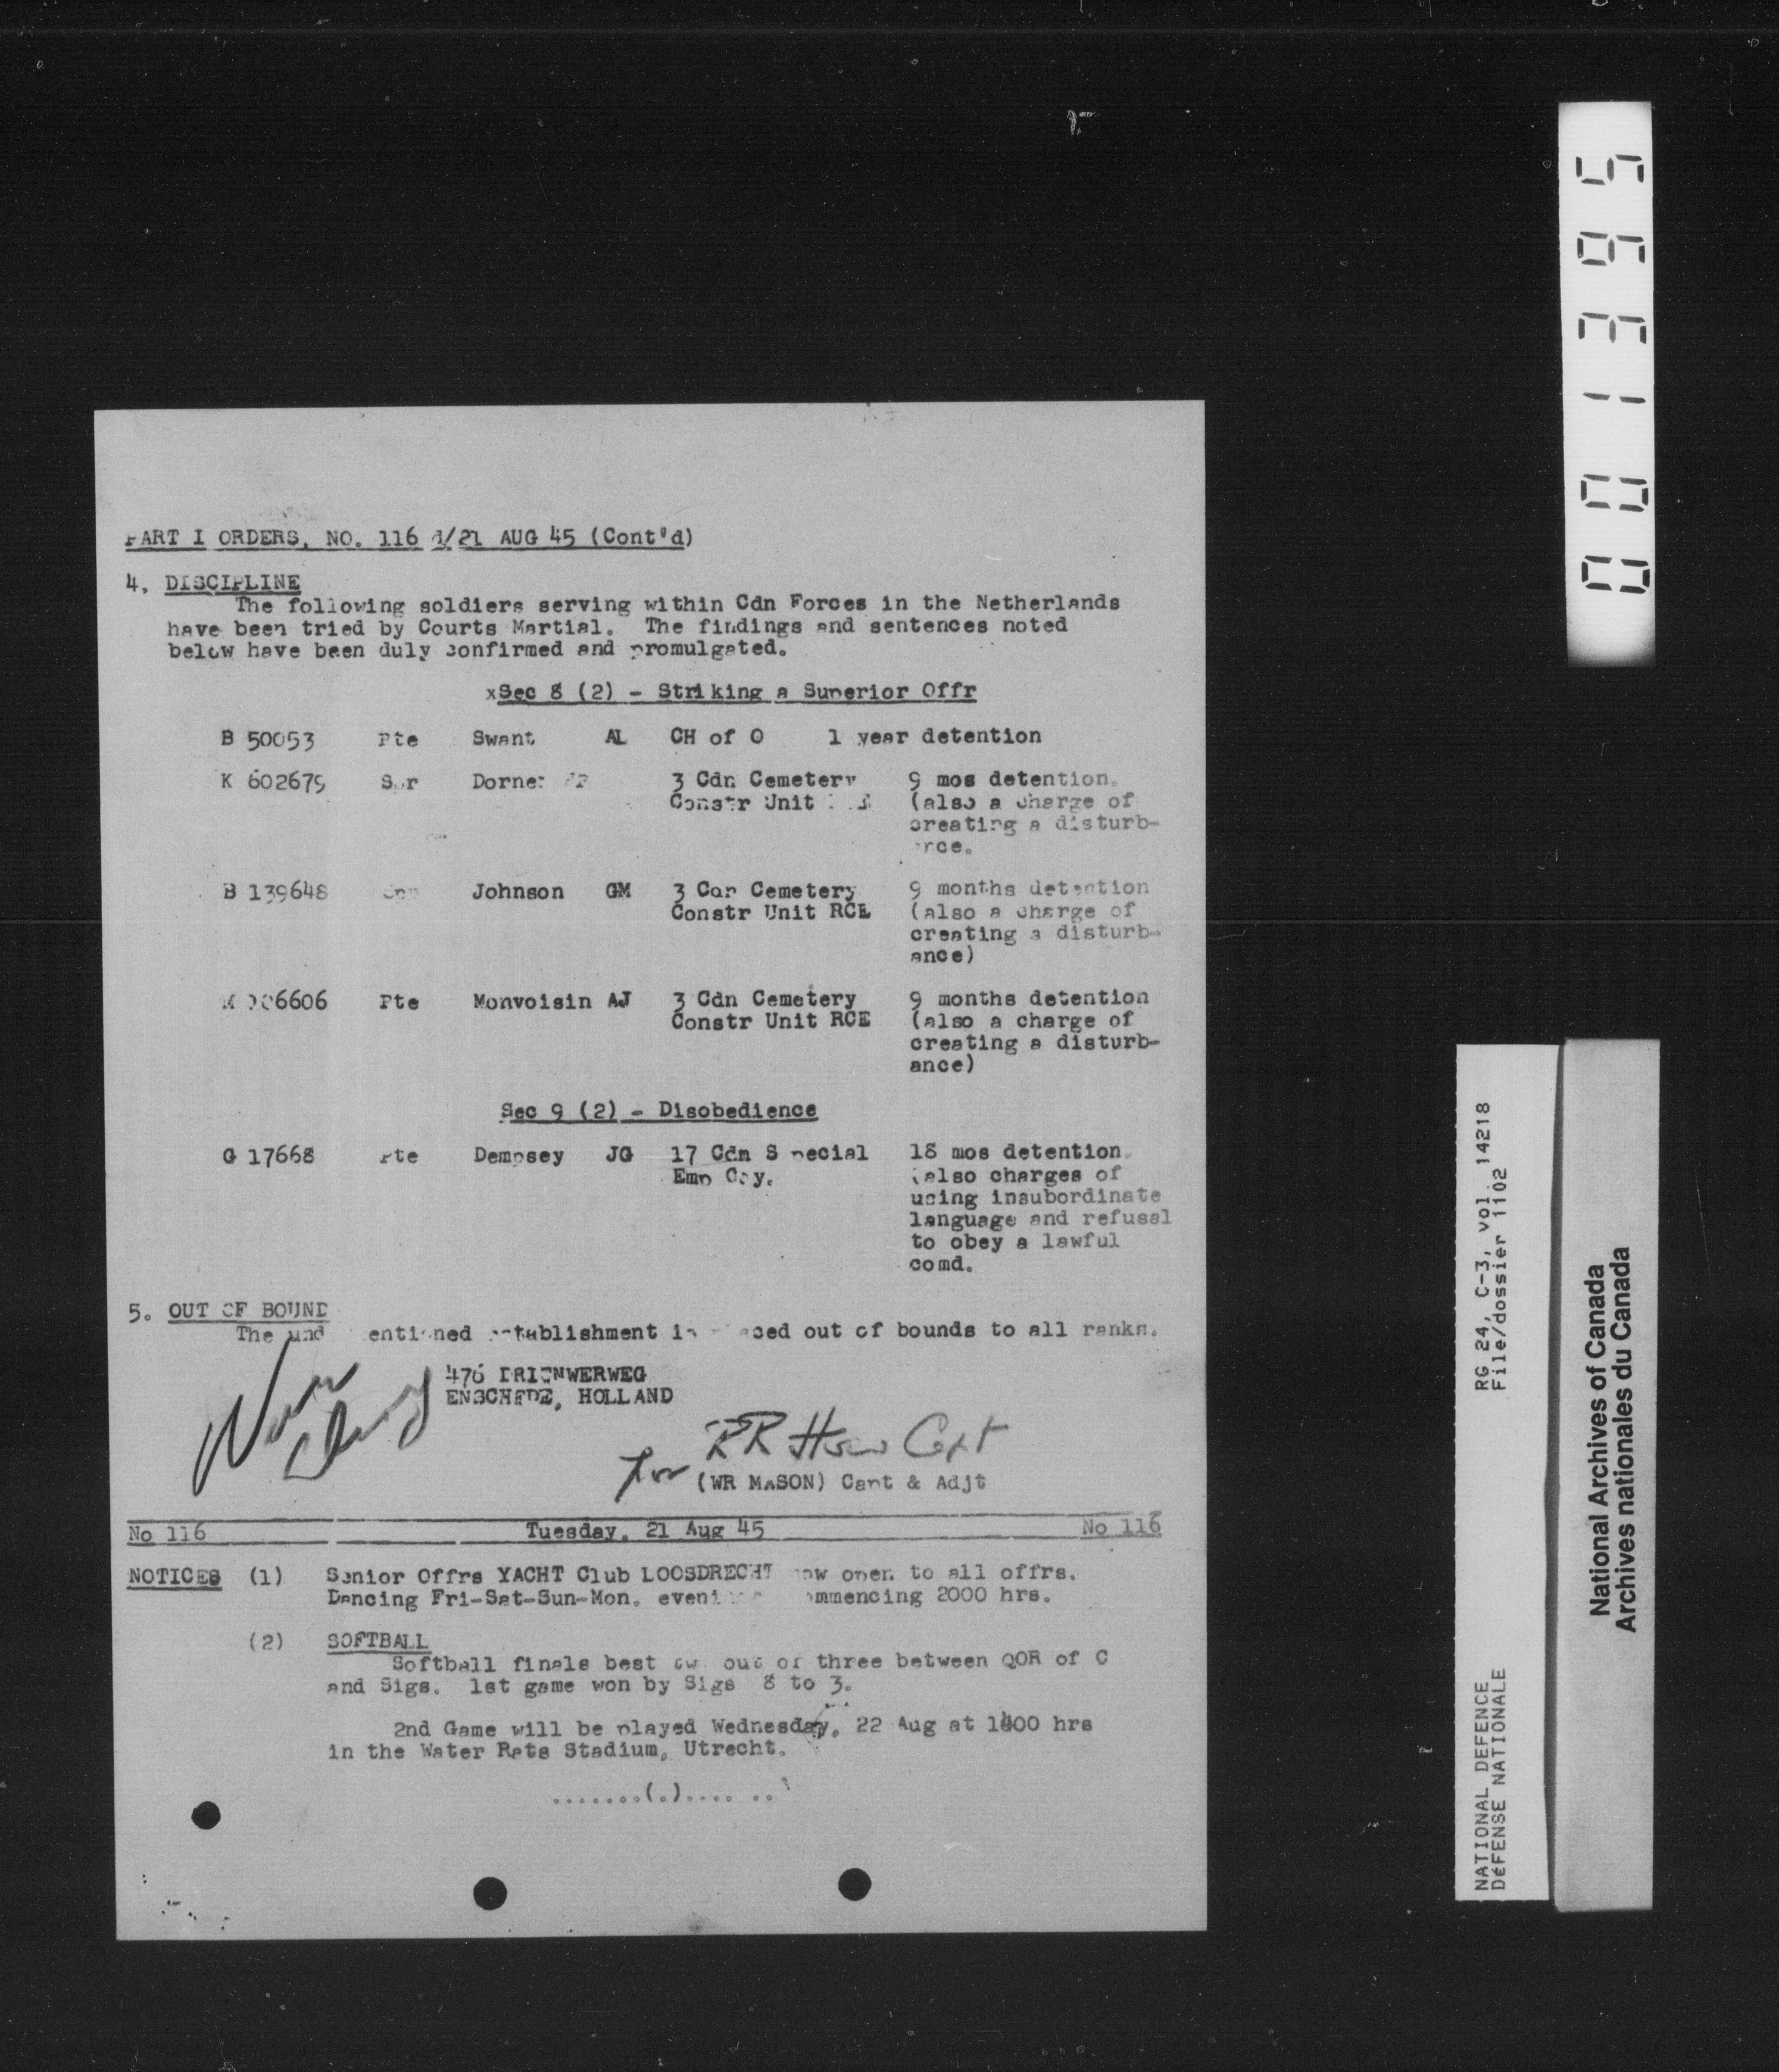 PART I ORDERS, NO. 116 d/21 AUG 45 (Cont'd)
4. DISCIPLINE
The following soldiers serving within Cdn Forces in the Netherlands
have been tried by Courts Martial. The findings and sentences noted
below have been duly confirmed and promulgated.
xSec 8 (2) - Striking a Superior Offr
B 50053 Pte Swant AL CH of O 1 year detention
K 602679 Spr 3 Cdn Cemetery 9 mos detention.
Constr Unit (also a charge of
creating a disturb-
B 139648 Johnson GM 3 Cdn Cemetery 9 months detention
Constr Unit RCE (also a charge of
creating a disturb-
ance)
Pte Monvoisin AJ 3 Cdn Cemetery 9 months detention
Constr Unit RCE (also a charge of
creating a disturb-
ance)
Sec 9 (2) - Disobedience
G 17668 Pte Dempsey JG 17 Cdn Special 18 mos detention.
Emp Coy. (also charges of
using insubordinate
language and refusal
to obey a lawful
comd.
5. OUT OF BOUND
The establishment is out of bounds to all ranks.
476
ENSCHEDE, HOLLAND
for
(WR MASON) Capt & Adjt
No 116 Tuesday, 21 Aug 45 No 116
NOTICES (1) Senior Offrs YACHT Club LOOSDRECHT now open to all offrs.
Dancing Fri-Sat-Sun-Mon. commencing 2000 hrs.
(2) SOFTBALL
Softball finals best two out of three between QOR of C
and Sigs. 1st game won by Sigs 8 to 3.
2nd Game will be played Wednesday, 22 Aug at hrs
in the Water Rats Stadium, Utrecht.
.......(.).... ..
001395
RG 24, C-3, vol. 14218
File/dossier 1102
NATIONAL DEFENCE
DéFENSE NATIONALE
National Archives of Canada
Archives nationales du Canada